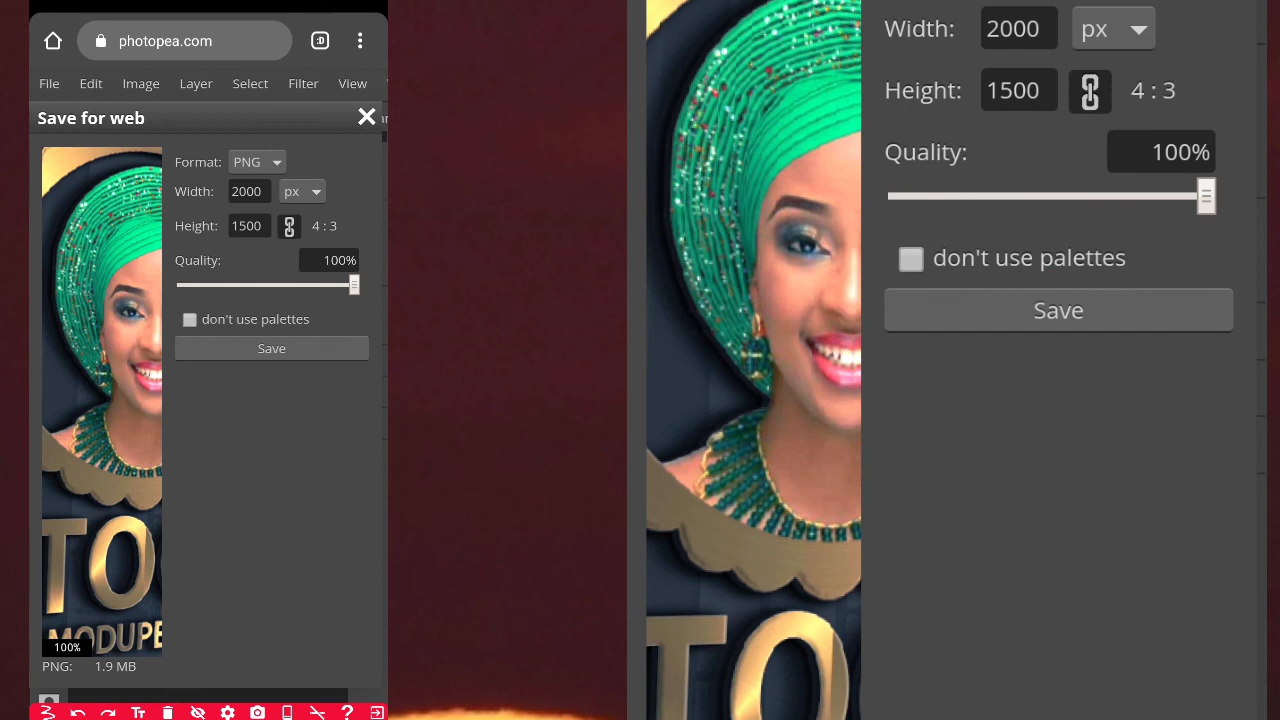 photopea.com
:D
File Edit Image Layer Select Filter View
Save for web
Format: PNG
Width: 2000 px
Height: 1500 4 : 3
Quality: 100%
don't use palettes
Save
TO
MODUPE
100%
PNG: 1.9 MB
Tт ?
Width: 2000 px
Height: 1500 4 : 3
Quality: 100%
don't use palettes
Save
TO